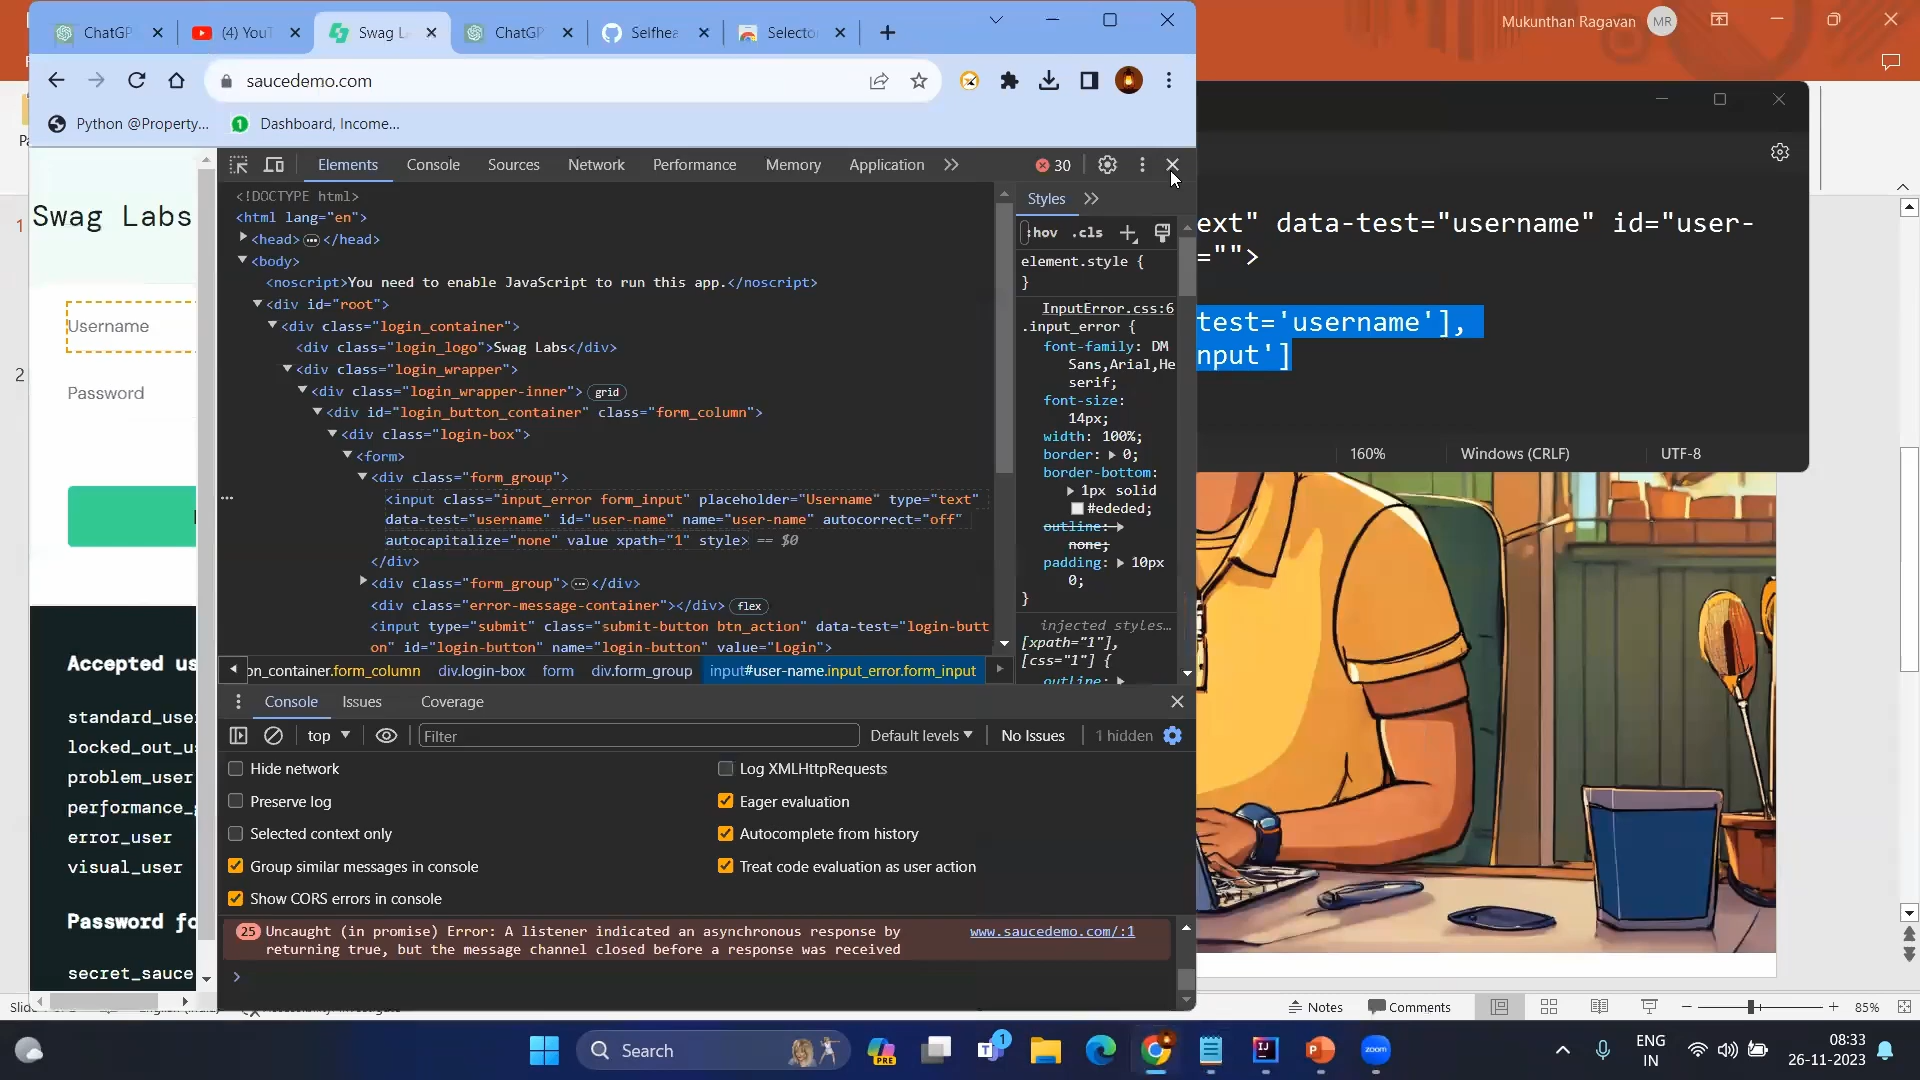 ChatGP
(4) YouT
Swag La
ChatGP
Selfhea
Selecto
Mukunthan Ragavan
MR
saucedemo.com
Python @Property...
Dashboard, Income...
Elements
Console
Sources
Network
Performance
Memory
Application
30
Styles
:hov
.cls
Swag Labs
Username
Password
Accepted us
standard_use
locked_out_u
problem_user
performance_
error_user
visual_user
Password fo
secret_sauce
<!DOCTYPE html>
<html lang="en">
<head> </head>
<body>
<noscript>You need to enable JavaScript to run this app.</noscript>
<div id="root">
<div class="login_container">
<div class="login_logo">Swag Labs</div>
<div class="login_wrapper">
<div class="login_wrapper-inner"> grid
<div id="login_button_container" class="form_column">
<div class="login-box">
<form>
<div class="form_group">
<input class="input_error form_input" placeholder="Username" type="text"
data-test="username" id="user-name" name="user-name" autocorrect="off"
autocapitalize="none" value xpath="1" style> == $0
</div>
<div class="form_group"> </div>
<div class="error-message-container"></div> flex
<input type="submit" class="submit-button btn_action" data-test="login-butt
on" id="login-button" name="login-button" value="Login">
element.style {
}
InputError.css:6
.input_error {
font-family: DM
Sans,Arial,He
serif;
font-size:
14px;
width: 100%;
border: 0;
border-bottom:
1px solid
#ededed;
outline:
none;
padding: 10px
0;
}
injected styles…
[xpath="1"],
[css="1"] {
outline:
on_container.form_column
div.login-box
form
div.form_group
input#user-name.input_error.form_input
Console
Issues
Coverage
top
Filter
Default levels
No Issues
1 hidden
Hide network
Log XMLHttpRequests
Preserve log
Eager evaluation
Selected context only
Autocomplete from history
Group similar messages in console
Treat code evaluation as user action
Show CORS errors in console
25
Uncaught (in promise) Error: A listener indicated an asynchronous response by
www.saucedemo.com/:1
returning true, but the message channel closed before a response was received
ext" data-test="username" id="user-
="">
test='username'],
nput']
160%
Windows (CRLF)
UTF-8
1
2
Notes
Comments
85%
Search
PRE
1
zoom
ENG
IN
08:33
26-11-2023